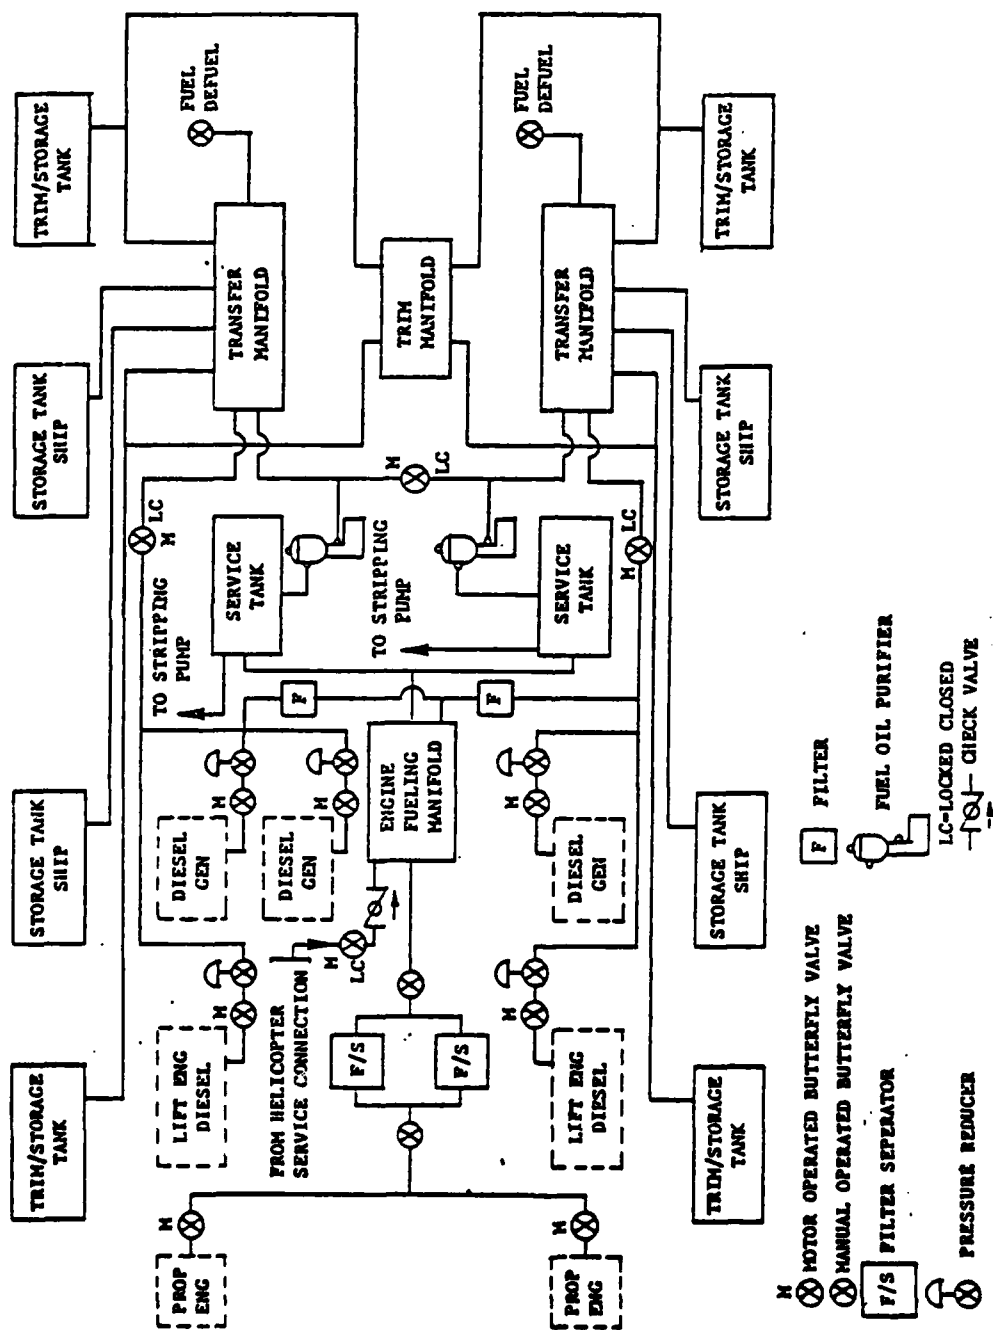 TRIM/STORAGE
TANK
STORAGE TANK
SHIP
STORAGE TANK
SHIP
TRIM/STORAGE
TANK
PROP
ENG
M
LIFT ENG
DIESEL
M
DIESEL
GEN
M
TO STRIPPING
PUMP
M
LC
FUEL
DEFUEL
SERVICE
TANK
TRANSFER
MANIFOLD
F
DIESEL
GEN
M
FROM HELICOPTER
SERVICE CONNECTION
M
LC
F/S
F/S
ENGINE
FUELING
MANIFOLD
TO STRIPPING
PUMP
M
LC
TRIM
MANIFOLD
F
FUEL
DEFUEL
PROP
ENG
M
LIFT ENG
DIESEL
M
DIESEL
GEN
M
SERVICE
TANK
M
LC
TRANSFER
MANIFOLD
TRIM/STORAGE
TANK
STORAGE TANK
SHIP
STORAGE TANK
SHIP
TRIM/STORAGE
TANK
M
MOTOR OPERATED BUTTERFLY VALVE
MANUAL OPERATED BUTTERFLY VALVE
F/S FILTER SEPERATOR
PRESSURE REDUCER
F FILTER
FUEL OIL PURIFIER
LC=LOCKED CLOSED
CHECK VALVE